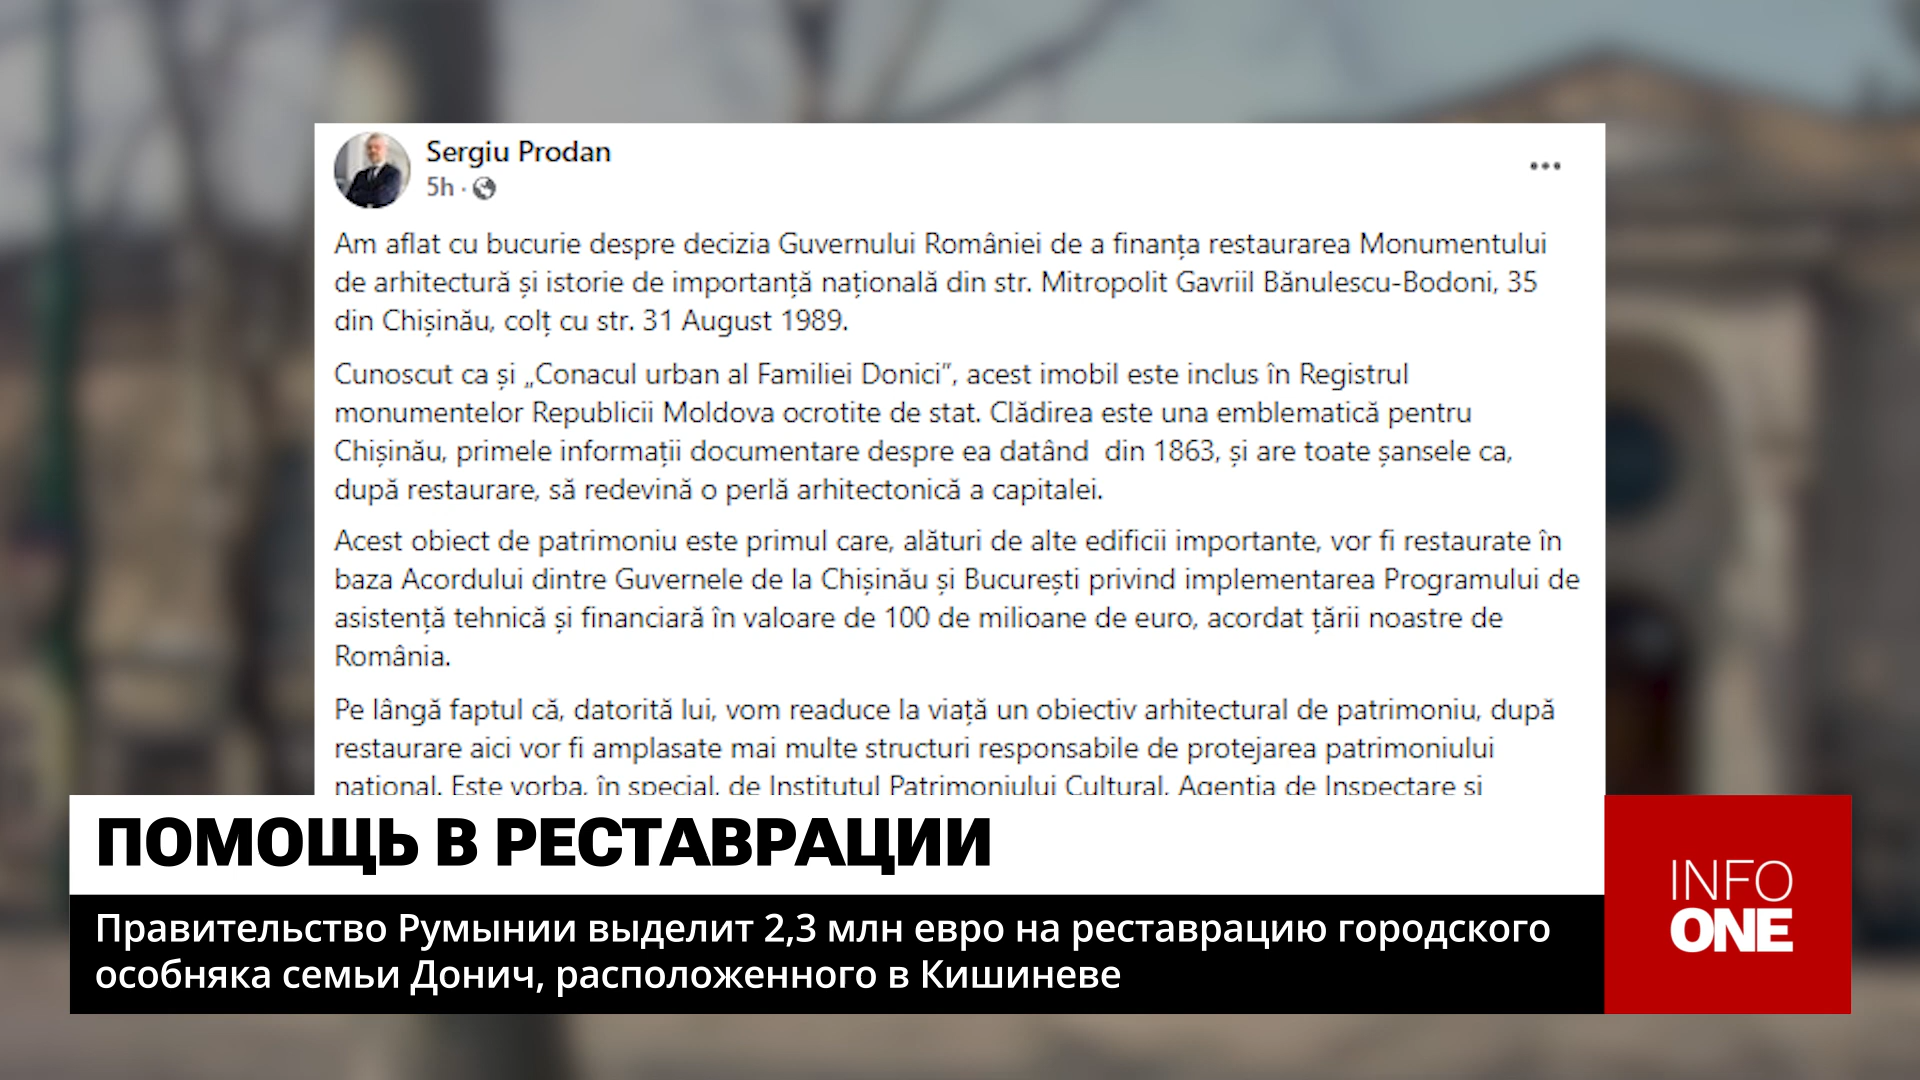 Sergiu Prodan
5h ·
Am aflat cu bucurie despre decizia Guvernului României de a finanța restaurarea Monumentului
de arhitectură și istorie de importanță națională din str. Mitropolit Gavriil Bănulescu-Bodoni, 35
din Chișinău, colț cu str. 31 August 1989.
Cunoscut ca și „Conacul urban al Familiei Donici”, acest imobil este inclus în Registrul
monumentelor Republicii Moldova ocrotite de stat. Clădirea este una emblematică pentru
Chișinău, primele informații documentare despre ea datând din 1863, și are toate șansele ca,
după restaurare, să redevină o perlă arhitectonică a capitalei.
Acest obiect de patrimoniu este primul care, alături de alte edificii importante, vor fi restaurate în
baza Acordului dintre Guvernele de la Chișinău și București privind implementarea Programului de
asistență tehnică și financiară în valoare de 100 de milioane de euro, acordat țării noastre de
România.
Pe lângă faptul că, datorită lui, vom readuce la viață un obiectiv arhitectural de patrimoniu, după
restaurare aici vor fi amplasate mai multe structuri responsabile de protejarea patrimoniului
național. Este vorba, în special, de Institutul Patrimoniului Cultural, Agenția de Inspectare și
ПОМОЩЬ В РЕСТАВРАЦИИ
Правительство Румынии выделит 2,3 млн евро на реставрацию городского
особняка семьи Донич, расположенного в Кишиневе
INFO
ONE